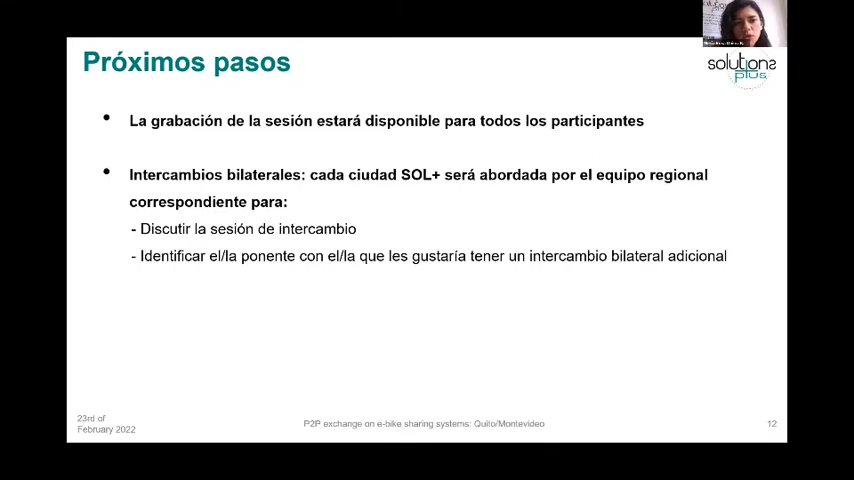 Próximos pasos
solutions
plus
• La grabación de la sesión estará disponible para todos los participantes
• Intercambios bilaterales: cada ciudad SOL+ será abordada por el equipo regional
correspondiente para:
- Discutir la sesión de intercambio
- Identificar el/la ponente con el/la que les gustaría tener un intercambio bilateral adicional
23rd of
February 2022
P2P exchange on e-bike sharing systems: Quito/Montevideo
12